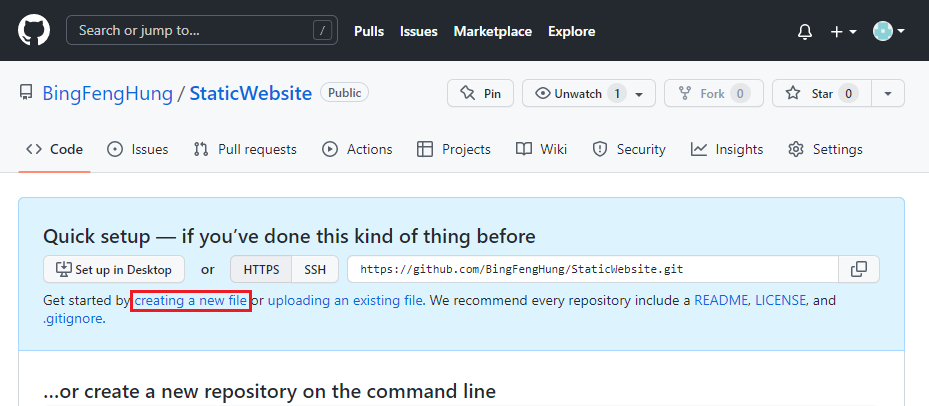 Search or jump to... / Pulls Issues Marketplace Explore
BingFengHung / StaticWebsite Public Pin Unwatch 1 Fork 0 Star 0
Code Issues Pull requests Actions Projects Wiki Security Insights Settings
Quick setup — if you’ve done this kind of thing before
Set up in Desktop or HTTPS SSH https://github.com/BingFengHung/StaticWebsite.git
Get started by creating a new file or uploading an existing file. We recommend every repository include a README, LICENSE, and
.gitignore.
…or create a new repository on the command line